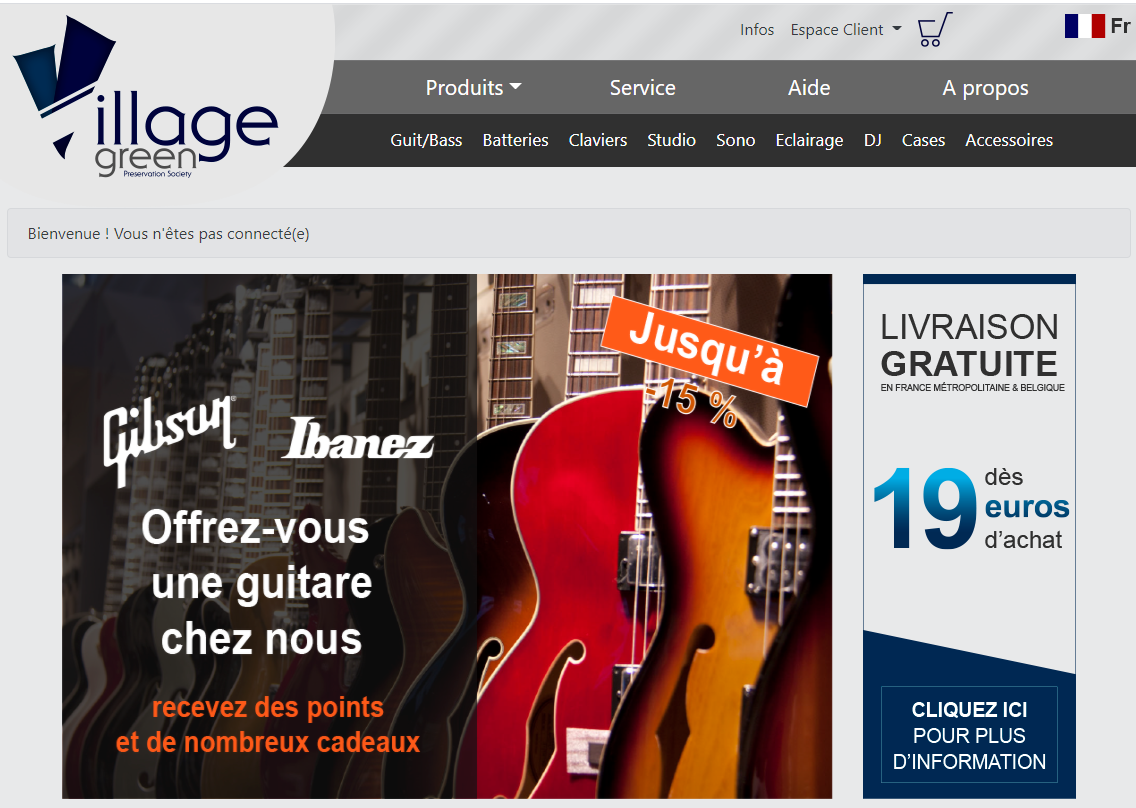 Infos Espace Client
Fr
illage
green
Preservation Society
Produits Service Aide A propos
Guit/Bass Batteries Claviers Studio Sono Eclairage DJ Cases Accessoires
Bienvenue ! Vous n'êtes pas connecté(e)
Jusqu'à
-15 %
Gibson
Ibanez
Offrez-vous
une guitare
chez nous
recevez des points
et de nombreux cadeaux
LIVRAISON
GRATUITE
EN FRANCE MÉTROPOLITAINE & BELGIQUE
19 dès
euros
d'achat
CLIQUEZ ICI
POUR PLUS
D'INFORMATION